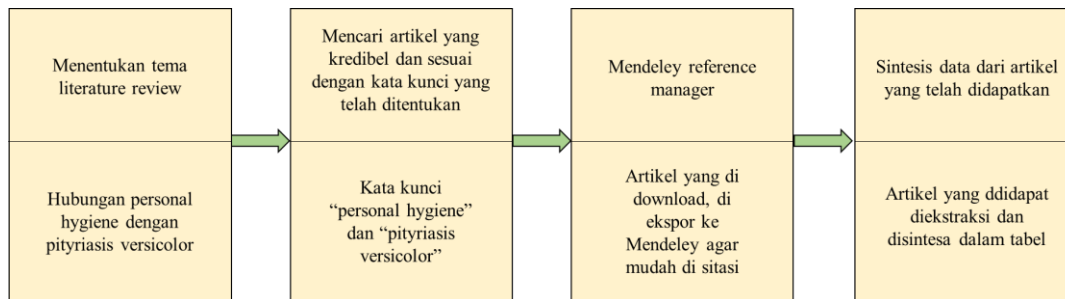 Menentukan tema
literature review
Hubungan personal
hygiene dengan
pityriasis versicolor
Mencari artikel yang
kredibel dan sesuai
dengan kata kunci yang
telah ditentukan
Kata kunci
“personal hygiene”
dan “pityriasis
versicolor”
Mendeley reference
manager
Artikel yang di
download, di
ekspor ke
Mendeley agar
mudah di sitasi
Sintesis data dari artikel
yang telah didapatkan
Artikel yang ddidapat
diekstraksi dan
disintesa dalam tabel